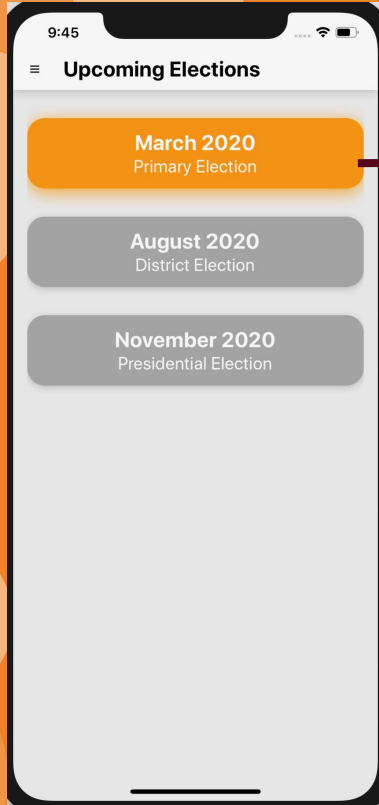 9:45
Upcoming Elections
March 2020
Primary Election
August 2020
District Election
November 2020
Presidential Election